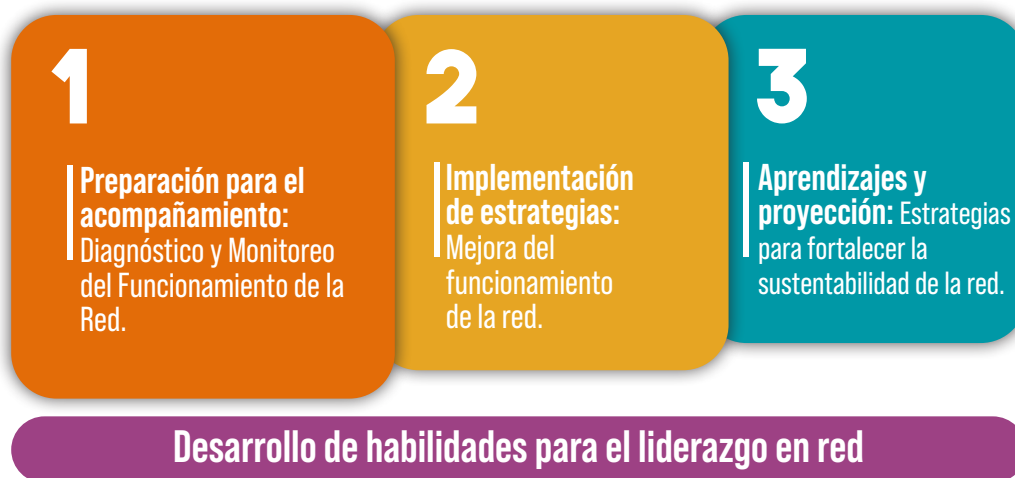 1
Preparación para el
acompañamiento:
Diagnóstico y Monitoreo
del Funcionamiento de la
Red.
2
Implementación
de estrategias:
Mejora del
funcionamiento
de la red.
3
Aprendizajes y
proyección: Estrategias
para fortalecer la
sustentabilidad de la red.
Desarrollo de habilidades para el liderazgo en red